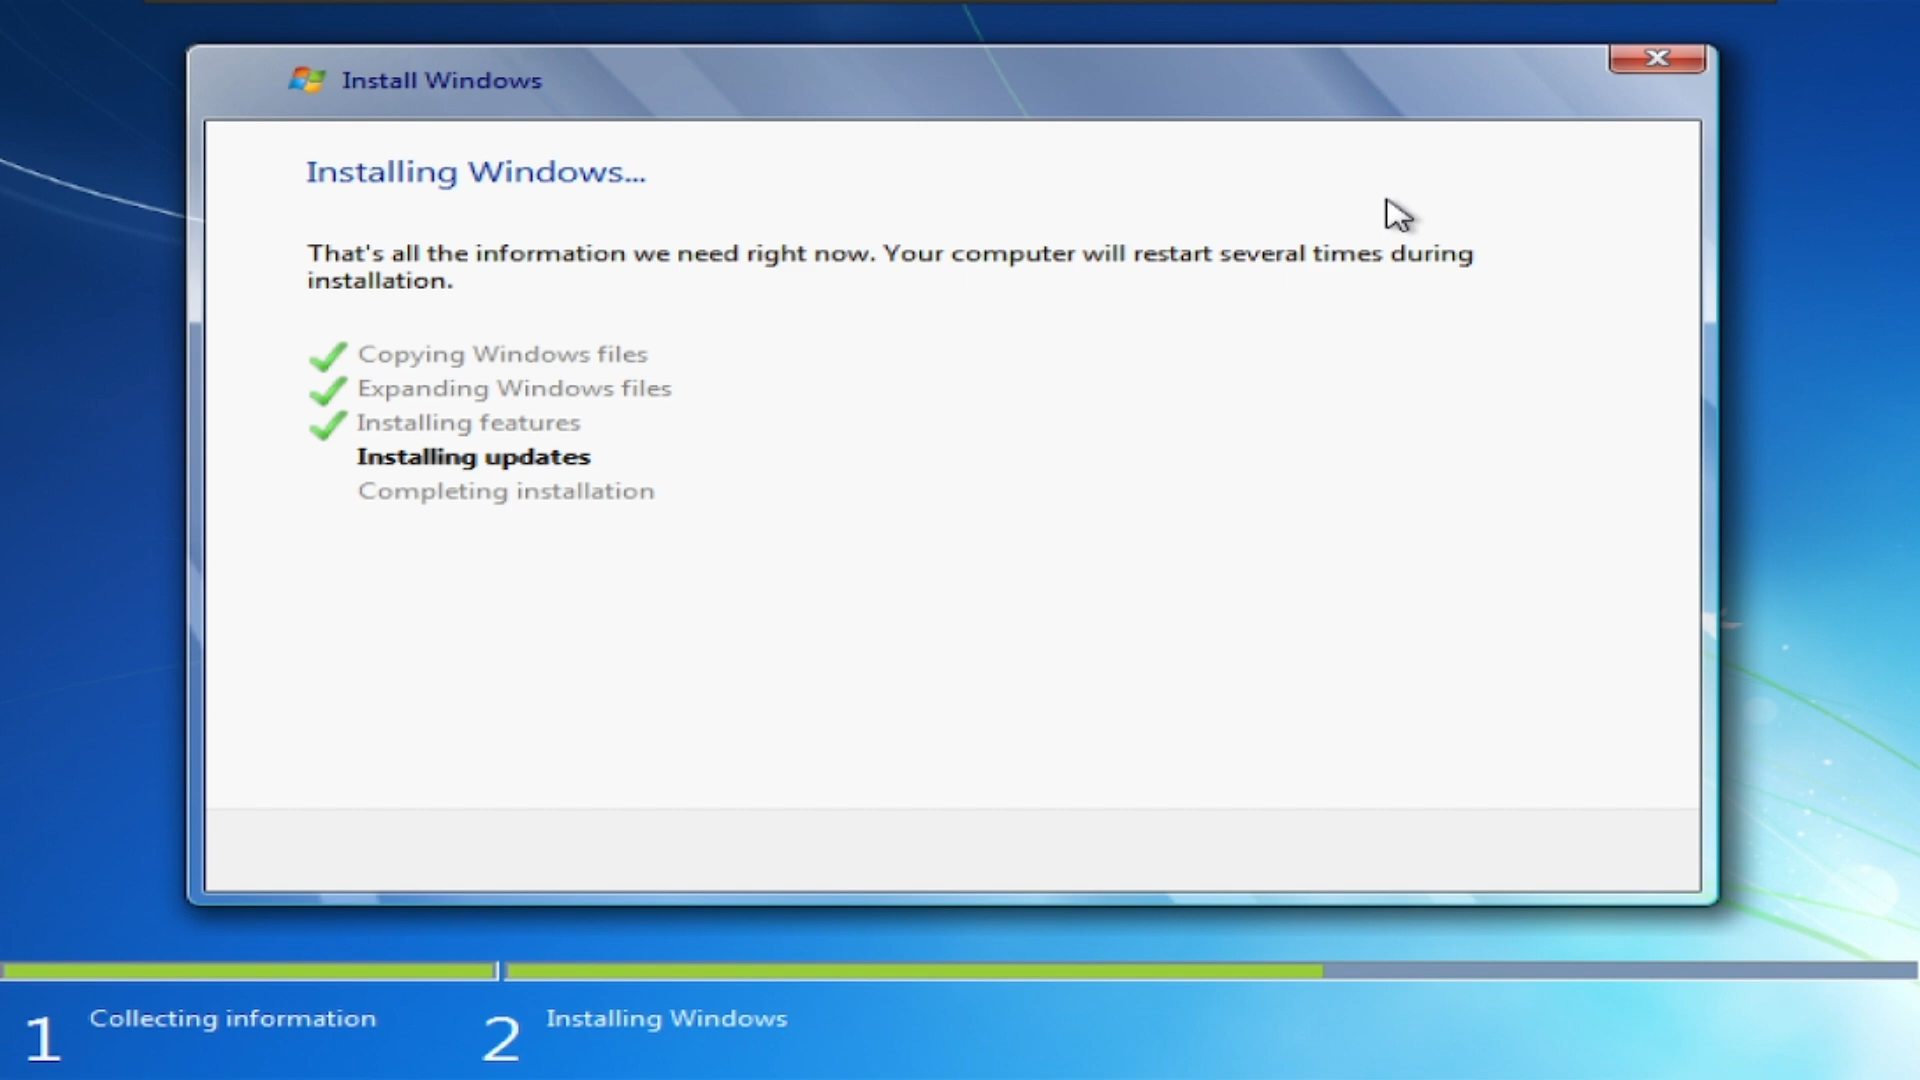 Install Windows
Installing Windows...
That's all the information we need right now. Your computer will restart several times during
installation.
Copying Windows files
Expanding Windows files
Installing features
Installing updates
Completing installation
1 Collecting information
2 Installing Windows